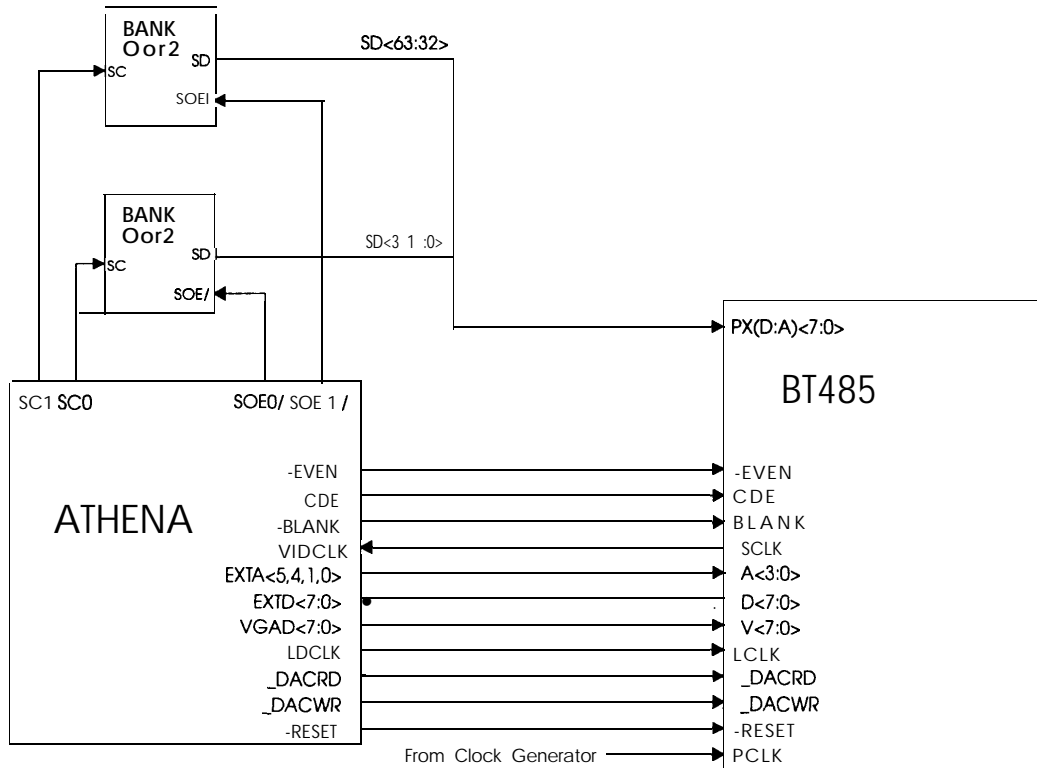 BANK
Oor2
SD
SC
SOEI
SD<63:32>
BANK
Oor2
SD
SC
SOE/
SD<3 1 :0>
PX(D:A)<7:0>
BT485
SC1 SC0 SOE0/ SOE 1 /
ATHENA
-EVEN -EVEN
CDE CDE
-BLANK BLANK
VIDCLK SCLK
EXTA<5,4,1,0> A<3:0>
EXTD<7:0> D<7:0>
VGAD<7:0> V<7:0>
LDCLK LCLK
_DACRD _DACRD
_DACWR _DACWR
-RESET -RESET
From Clock Generator PCLK